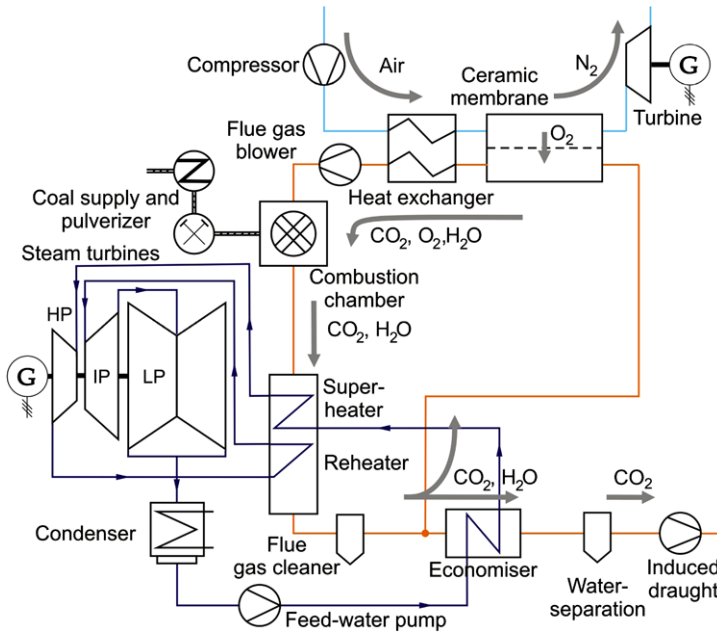 Compressor
Air
N₂
Ceramic
membrane
G
Turbine
Flue gas
blower
O₂
Heat exchanger
Coal supply and
pulverizer
CO₂, O₂,H₂O
Steam turbines
Combustion
chamber
HP
CO₂, H₂O
G
IP
LP
Super-
heater
Reheater
CO₂, H₂O
CO₂
Condenser
Flue
gas cleaner
Economiser
Water-
separation
Induced
draught
Feed-water pump